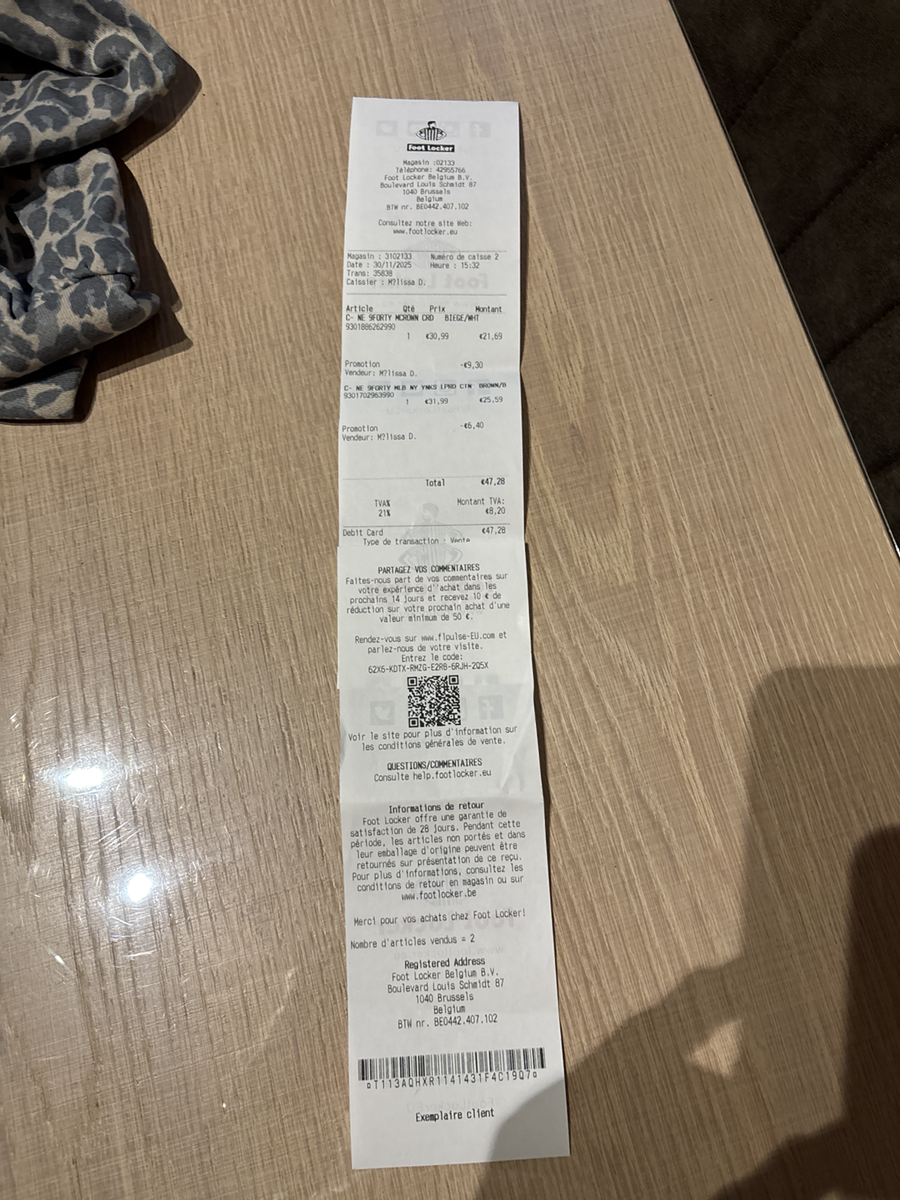 Foot Locker
Magasin :02133
Téléphone: 42955766
Foot Locker Belgium B.V.
Boulevard Louis Schmidt 87
1040 Brussels
Belgium
BTW nr. BE0442.407.102
Consultez notre site Web:
www.footlocker.eu
Magasin : 3102133 Numéro de caisse 2
Date : 30/11/2025 Heure : 15:32
Trans: 35838
Caissier : M?lissa D.
Article Qté Prix Montant
C- NE 9FORTY MCROWN CRD BIEGE/WHT
9301886262990
1 €30,99 €21,69
Promotion -€9,30
Vendeur: M?lissa D.
C- NE 9FORTY MLB NY YNKS LPRD CTN BROWN/B
9301702963990
1 €31,99 €25,59
Promotion -€6,40
Vendeur: M?lissa D.
Total €47,28
TVA% Montant TVA:
21% €8,20
Debit Card €47,28
Type de transaction : Vente
PARTAGEZ VOS COMMENTAIRES
Faites-nous part de vos commentaires sur
votre expérience d'achat dans les
prochains 14 jours et recevez 10 € de
réduction sur votre prochain achat d'une
valeur minimum de 50 €.
Rendez-vous sur www.flpulse-EU.com et
parlez-nous de votre visite.
Entrez le code:
62X6-KDTX-RMZG-E2R8-6RJH-2Q5X
Voir le site pour plus d'information sur
les conditions générales de vente.
QUESTIONS/COMMENTAIRES
Consulte help.footlocker.eu
Informations de retour
Foot Locker offre une garantie de
satisfaction de 28 jours. Pendant cette
période, les articles non portés et dans
leur emballage d'origine peuvent être
retournés sur présentation de ce reçu.
Pour plus d'informations, consultez les
conditions de retour en magasin ou sur
www.footlocker.be
Merci pour vos achats chez Foot Locker!
Nombre d'articles vendus = 2
Registered Address
Foot Locker Belgium B.V.
Boulevard Louis Schmidt 87
1040 Brussels
Belgium
BTW nr. BE0442.407.102
¤T113AQHXR1141431F4C19Q7¤
Exemplaire client